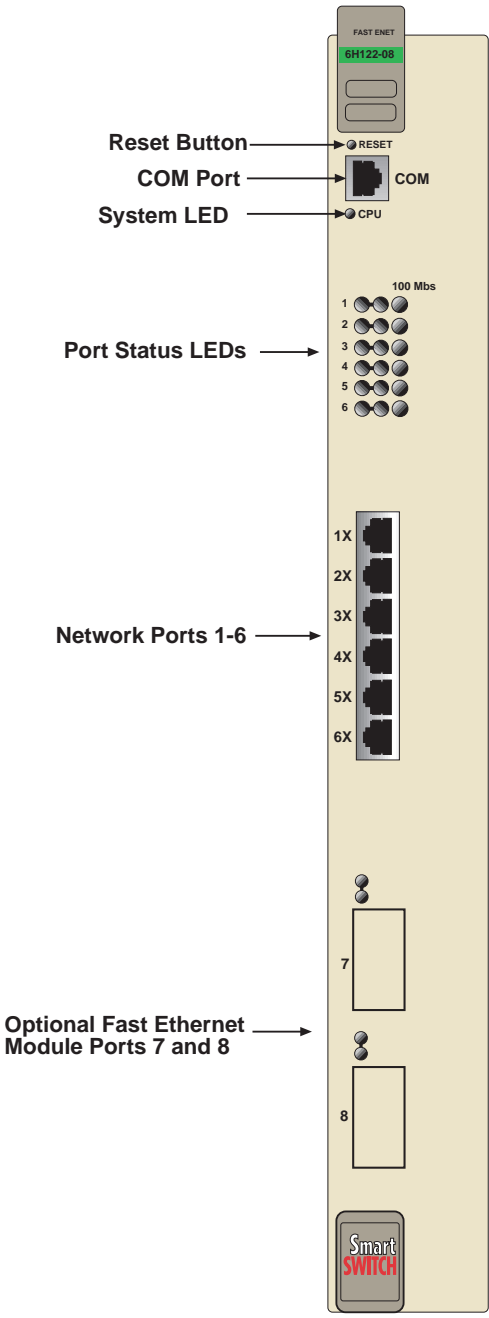 FAST ENET
6H122-08
Reset Button
RESET
COM Port
COM
System LED
CPU
100 Mbs
1
2
Port Status LEDs
3
4
5
6
1X
2X
3X
Network Ports 1-6
4X
5X
6X
7
Optional Fast Ethernet
Module Ports 7 and 8
8
Smart
SWITCH